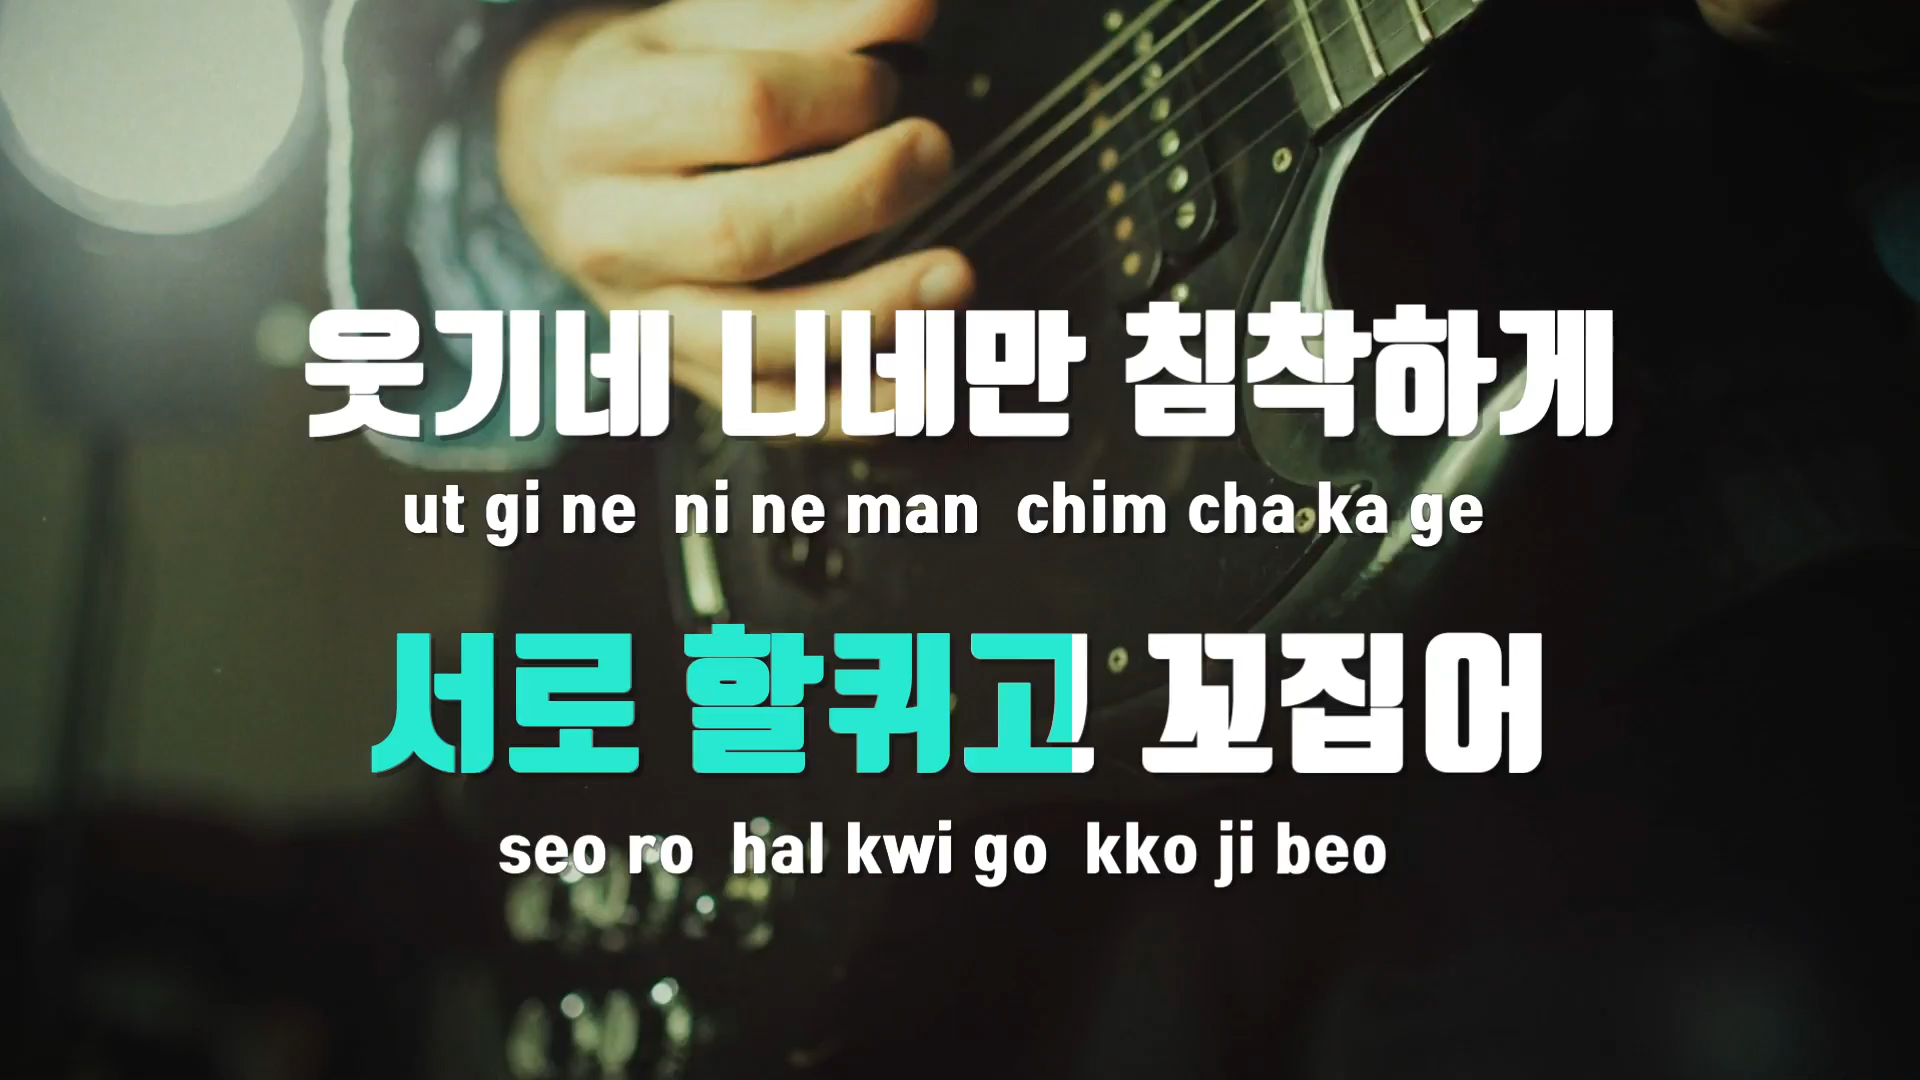 웃기네 니네만 침착하게
ut gi ne ni ne man chim cha ka ge
서로 할퀴고 꼬집어
seo ro hal kwi go kko ji beo